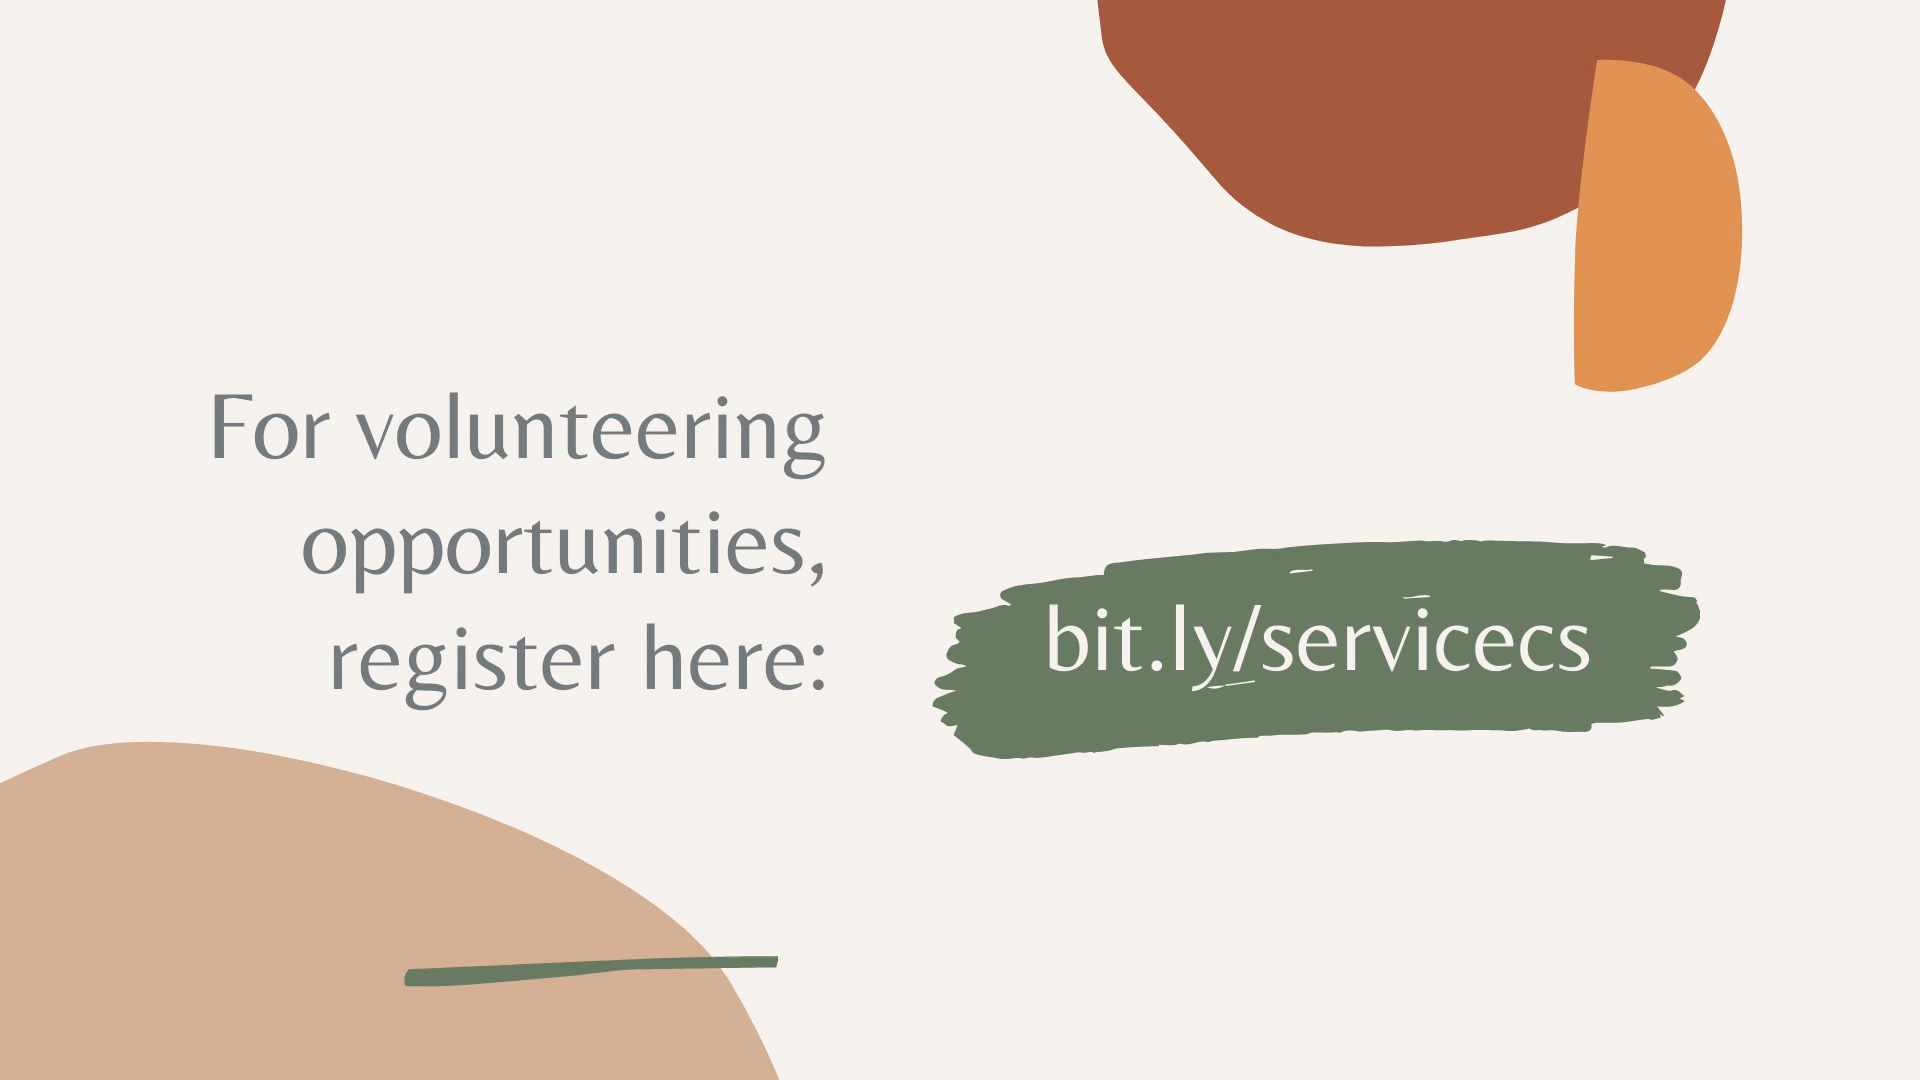 For volunteering
opportunities,
register here:
bit.ly/servicecs